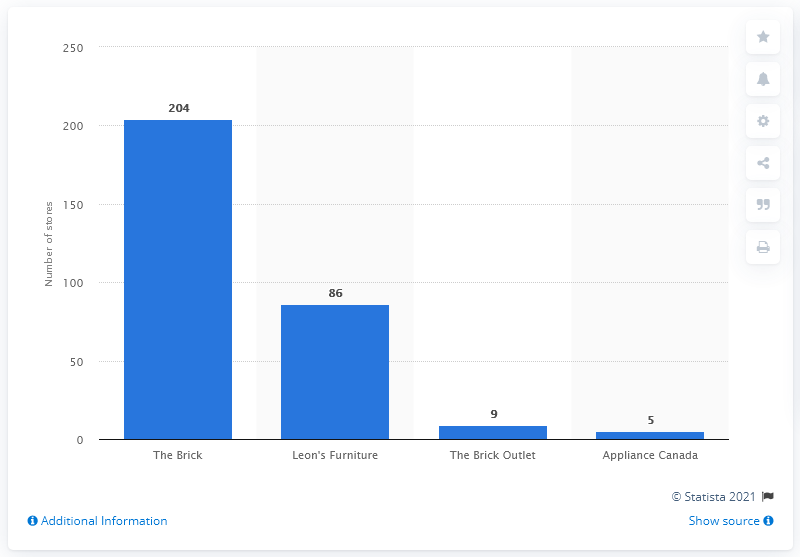 250
200
150
100
50
0
Number of stores
204
86
9
5
The Brick
Leon's Furniture
The Brick Outlet
Appliance Canada
© Statista 2021
Additional Information
Show source